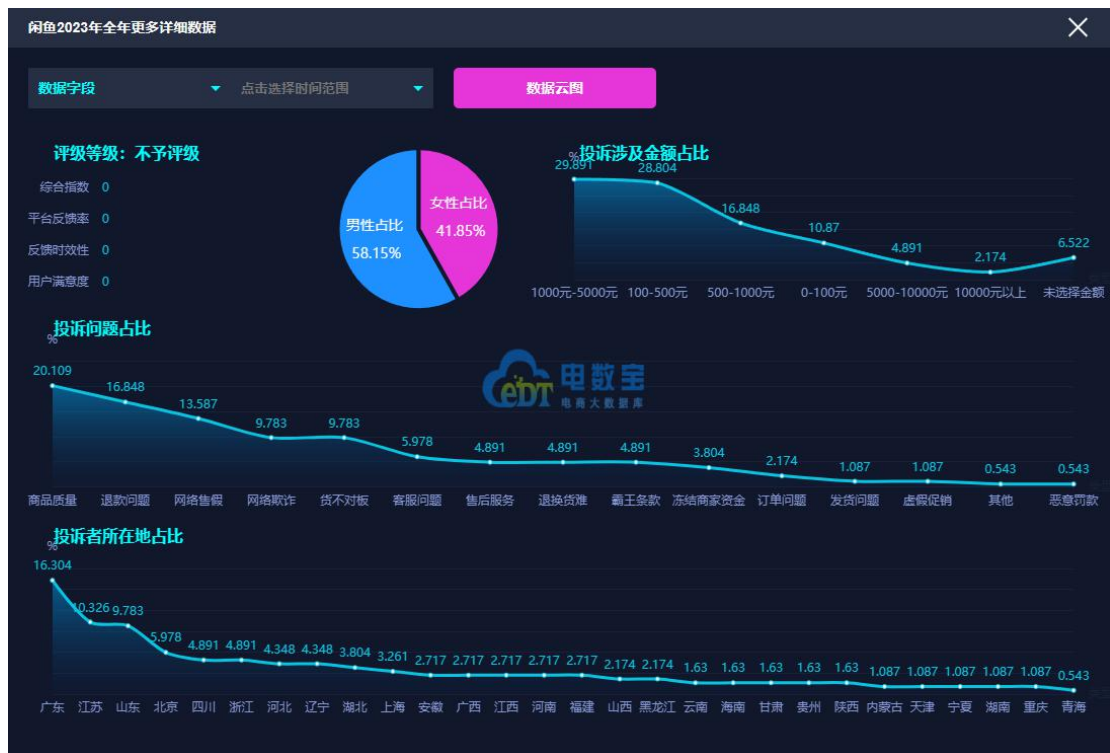 闲鱼2023年全年更多详细数据
数据字段 点击选择时间范围 数据云图
评级等级：不予评级
综合指数 0
平台反馈率 0
反馈时效性 0
用户满意度 0
男性占比
58.15%
女性占比
41.85%
投诉涉及金额占比
%
29.891 28.804 16.848 10.87 4.891 2.174 6.522
1000元-5000元 100-500元 500-1000元 0-100元 5000-10000元 10000元以上 未选择金额
投诉问题占比
%
20.109 16.848 13.587 9.783 9.783 5.978 4.891 4.891 4.891 3.804 2.174 1.087 1.087 0.543 0.543
商品质量 退款问题 网络售假 网络欺诈 货不对板 客服问题 售后服务 退换货难 霸王条款 冻结商家资金 订单问题 发货问题 虚假促销 其他 恶意罚款
eDT 电数宝
电商大数据库
投诉者所在地占比
%
16.304 10.326 9.783 5.978 4.891 4.891 4.348 4.348 3.804 3.261 2.717 2.717 2.717 2.717 2.717 2.174 2.174 1.63 1.63 1.63 1.63 1.63 1.087 1.087 1.087 1.087 1.087 0.543
广东 江苏 山东 北京 四川 浙江 河北 辽宁 湖北 上海 安徽 广西 江西 河南 福建 山西 黑龙江 云南 海南 甘肃 贵州 陕西 内蒙古 天津 宁夏 湖南 重庆 青海